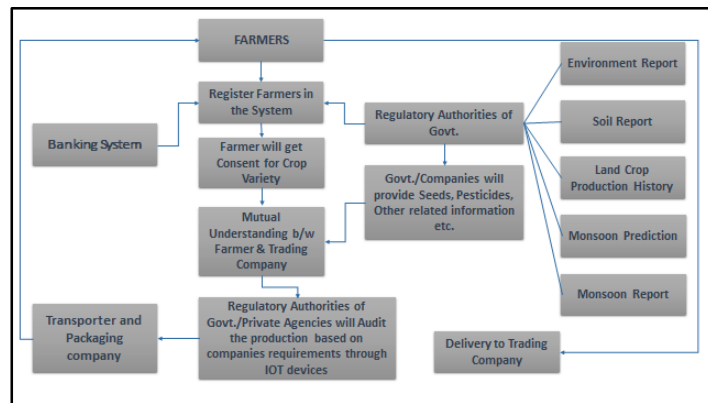 FARMERS
Register Farmers in
the System
Banking System
Farmer will get
Consent for Crop
Variety
Mutual
Understanding b/w
Farmer & Trading
Company
Regulatory Authorities of
Govt./Private Agencies will Audit
the production based on
companies requirements through
IOT devices
Transporter and
Packaging
company
Regulatory Authorities of
Govt.
Govt./Companies will
provide Seeds, Pesticides,
Other related information
etc.
Environment Report
Soil Report
Land Crop
Production History
Monsoon Prediction
Monsoon Report
Delivery to Trading
Company